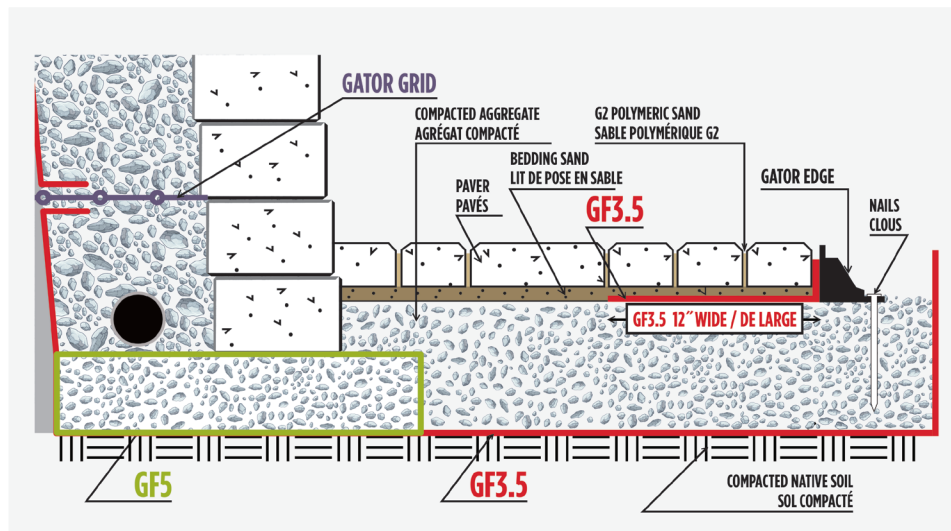 GATOR GRID
COMPACTED AGGREGATE
AGRÉGAT COMPACTÉ
G2 POLYMERIC SAND
SABLE POLYMÉRIQUE G2
BEDDING SAND
LIT DE POSE EN SABLE
PAVER
PAVÉS
GF3.5
GATOR EDGE
NAILS
CLOUS
GF3.5 12˝ WIDE / DE LARGE
GF5
GF3.5
COMPACTED NATIVE SOIL
SOL COMPACTÉ